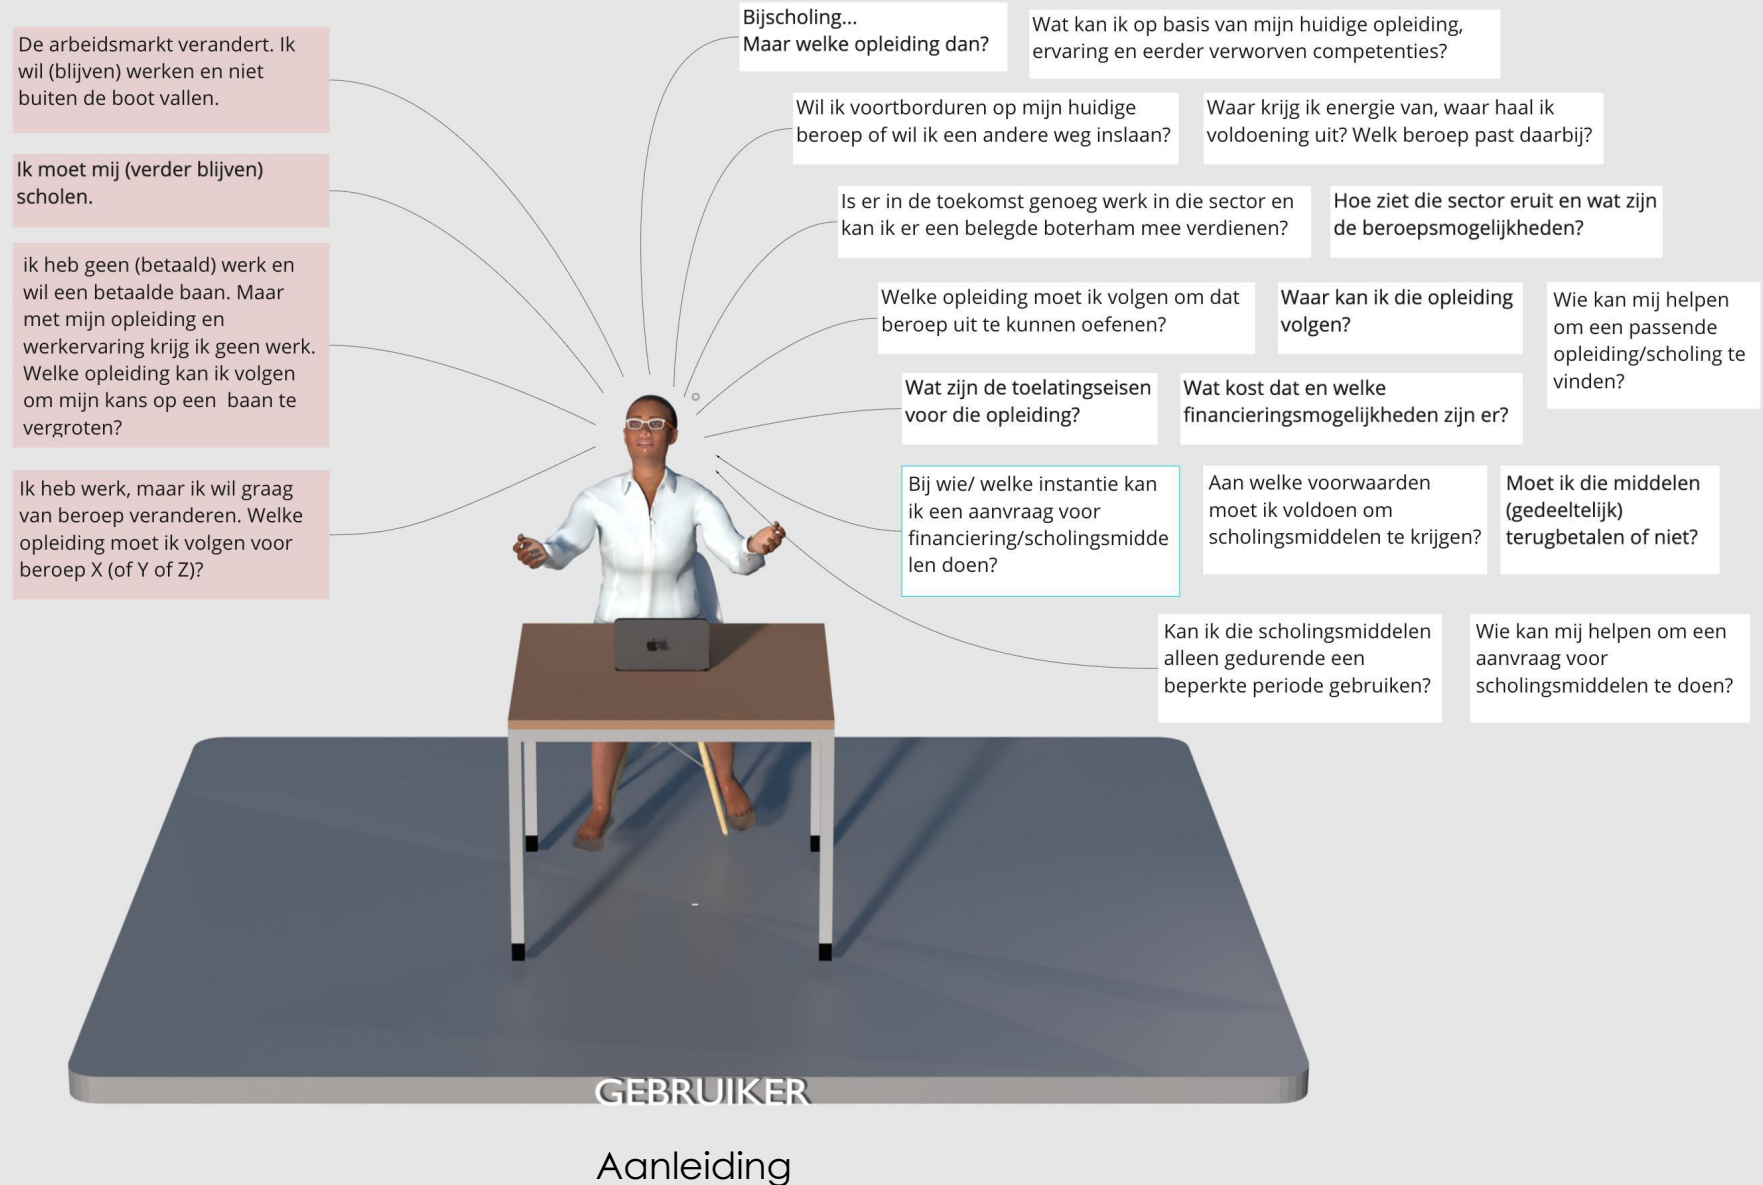 De arbeidsmarkt verandert. Ik
wil (blijven) werken en niet
buiten de boot vallen.
Ik moet mij (verder blijven)
scholen.
ik heb geen (betaald) werk en
wil een betaalde baan. Maar
met mijn opleiding en
werkervaring krijg ik geen werk.
Welke opleiding kan ik volgen
om mijn kans op een baan te
vergroten?
Ik heb werk, maar ik wil graag
van beroep veranderen. Welke
opleiding moet ik volgen voor
beroep X (of Y of Z)?
Bijscholing...
Maar welke opleiding dan?
Wat kan ik op basis van mijn huidige opleiding,
ervaring en eerder verworven competenties?
Wil ik voortborduren op mijn huidige
beroep of wil ik een andere weg inslaan?
Waar krijg ik energie van, waar haal ik
voldoening uit? Welk beroep past daarbij?
Is er in de toekomst genoeg werk in die sector en
kan ik er een belegde boterham mee verdienen?
Hoe ziet die sector eruit en wat zijn
de beroepsmogelijkheden?
Welke opleiding moet ik volgen om dat
beroep uit te kunnen oefenen?
Waar kan ik die opleiding
volgen?
Wie kan mij helpen
om een passende
opleiding/scholing te
vinden?
Wat zijn de toelatingseisen
voor die opleiding?
Wat kost dat en welke
financieringsmogelijkheden zijn er?
Bij wie/ welke instantie kan
ik een aanvraag voor
financiering/scholingsmidde
len doen?
Aan welke voorwaarden
moet ik voldoen om
scholingsmiddelen te krijgen?
Moet ik die middelen
(gedeeltelijk)
terugbetalen of niet?
Kan ik die scholingsmiddelen
alleen gedurende een
beperkte periode gebruiken?
Wie kan mij helpen om een
aanvraag voor
scholingsmiddelen te doen?
GEBRUIKER
Aanleiding